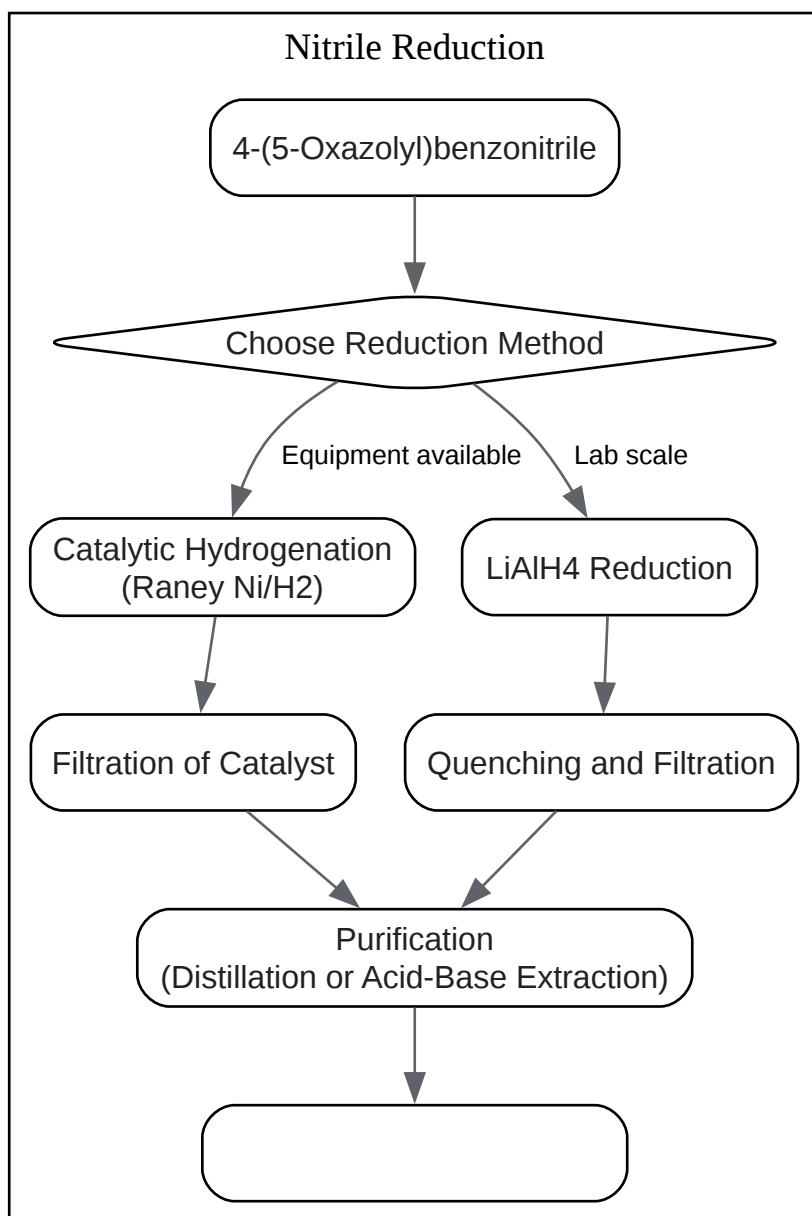 Nitrile Reduction
4-(5-Oxazolyl)benzonitrile
Choose Reduction Method
Equipment available
Lab scale
Catalytic Hydrogenation
(Raney Ni/H2)
LiAlH4 Reduction
Filtration of Catalyst
Quenching and Filtration
Purification
(Distillation or Acid-Base Extraction)